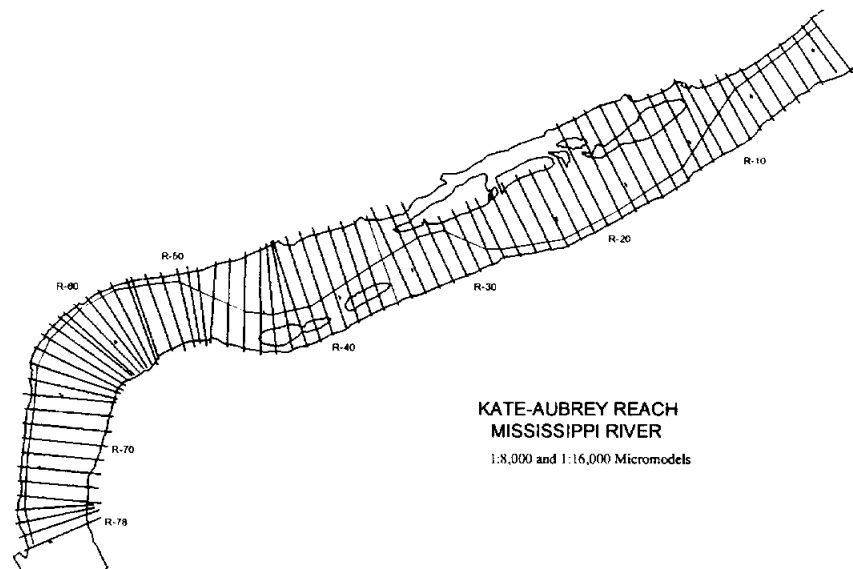 R-10
R-20
R-30
R-40
R-50
R-60
R-70
R-78
KATE-AUBREY REACH
MISSISSIPPI RIVER
1:8,000 and 1:16,000 Micromodels